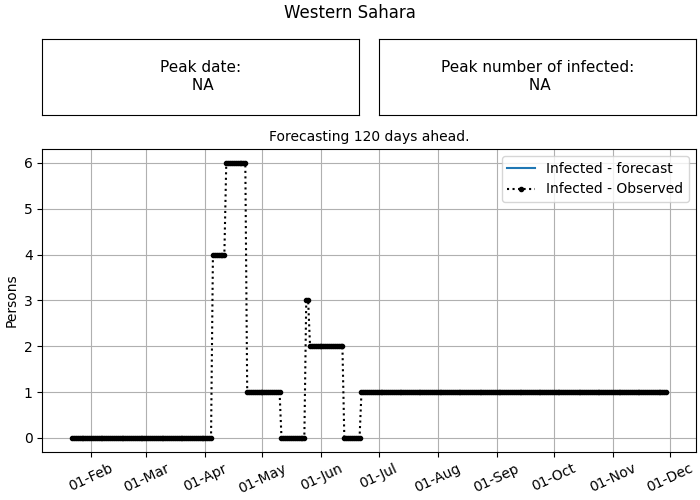 Western Sahara
Peak date:
NA
Peak number of infected:
NA
Forecasting 120 days ahead.
Infected - forecast
Infected - Observed
Persons
6
5
4
3
2
1
0
01-Feb
01-Mar
01-Apr
01-May
01-Jun
01-Jul
01-Aug
01-Sep
01-Oct
01-Nov
01-Dec